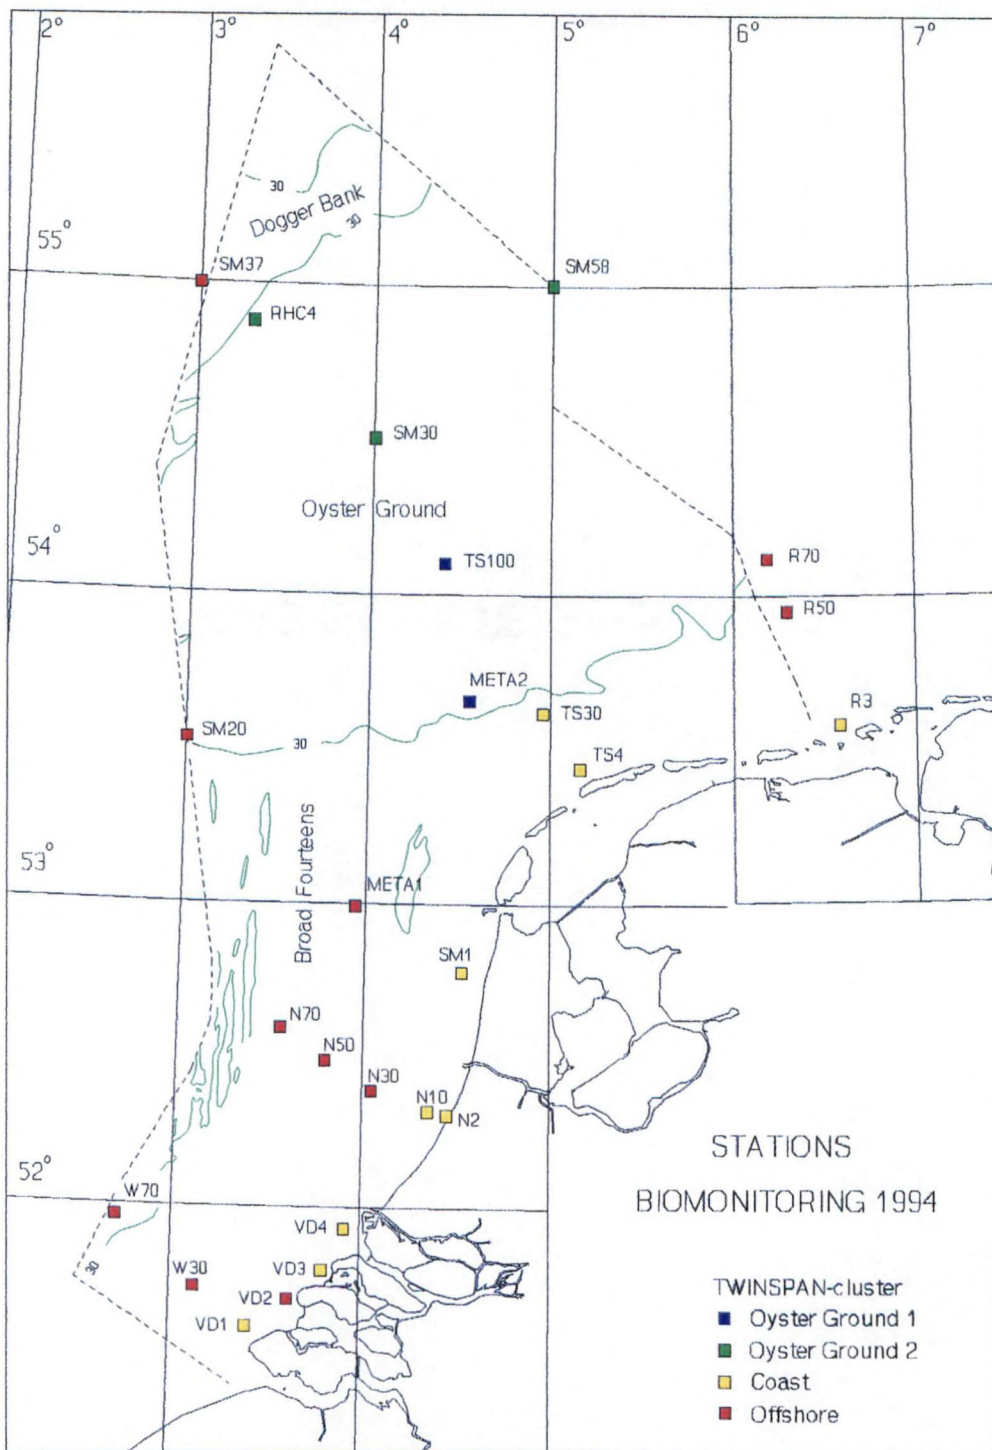 2° 3° 4° 5° 6° 7°
30
Dogger Bank
30
55°
SM37
SM58
RHC4
SM30
Oyster Ground
54°
TS100
R70
R50
META2
TS30
R3
SM20
30
TS4
Broad Fourteens
53°
META1
SM1
N70
N50
N30
N10
N2
STATIONS
BIOMONITORING 1994
52°
W70
VD4
30
W30
VD3
VD2
VD1
TWINSPAN-cluster
Oyster Ground 1
Oyster Ground 2
Coast
Offshore